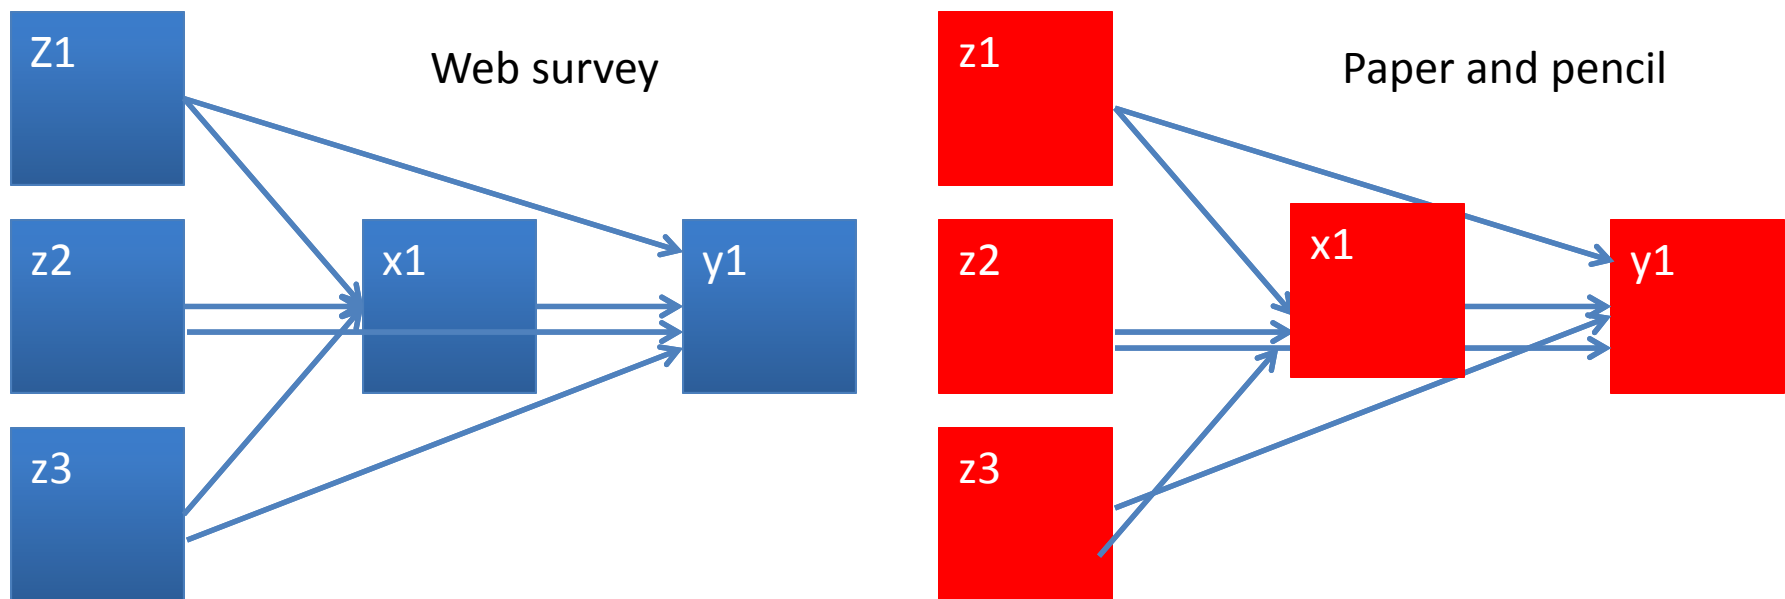 Z1
Web survey
z2
x1
y1
z3
z1
Paper and pencil
z2
x1
y1
z3